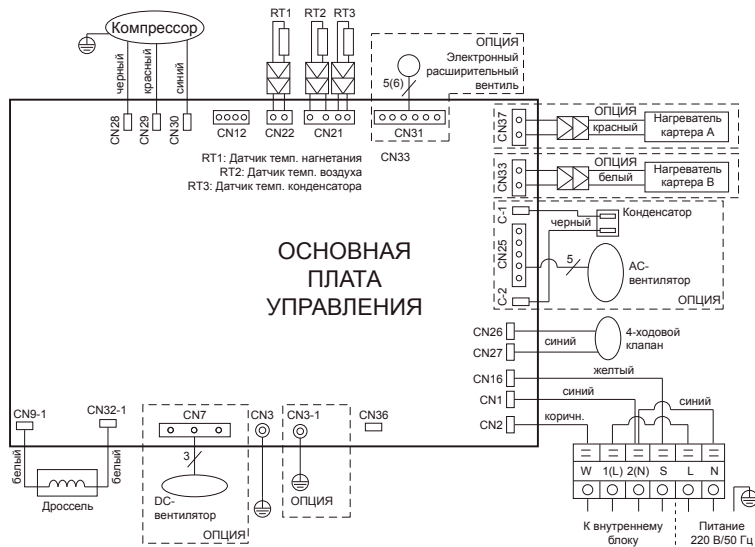 Компрессор
черный
красный
синий
CN28
CN29
CN30
RT1
RT2
RT3
CN12
CN22
CN21
ОПЦИЯ
Электронный
расширительный
вентиль
5(6)
CN31
CN33
RT1: Датчик темп. нагнетания
RT2: Датчик темп. воздуха
RT3: Датчик темп. конденсатора
CN37
ОПЦИЯ
красный
Нагреватель
картера A
CN33
ОПЦИЯ
белый
Нагреватель
картера B
C-1
CN25
C-2
черный
Конденсатор
5
AC-
вентилятор
ОПЦИЯ
ОСНОВНАЯ
ПЛАТА
УПРАВЛЕНИЯ
CN26
CN27
синий
4-ходовой
клапан
CN16
желтый
CN1
синий
синий
CN2
коричн.
W 1(L) 2(N) S L N
К внутреннему
блоку
Питание
220 В/50 Гц
CN9-1
CN32-1
белый
белый
Дроссель
CN7
3
DC-
вентилятор
ОПЦИЯ
CN3
CN3-1
ОПЦИЯ
CN36